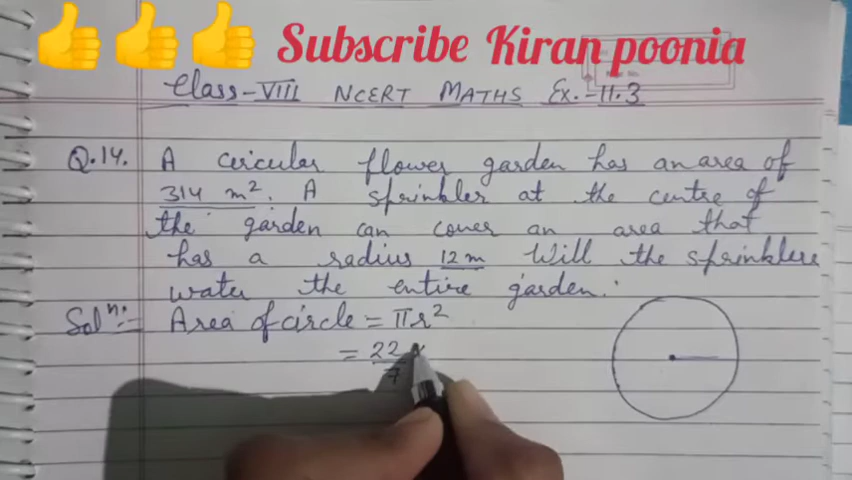 Subscribe Kiran poonia
Class-VIII NCERT MATHS Ex.-11.3
Q.14. A circular flower garden has an area of
314 m². A sprinkler at the centre of
the garden can cover an area that
has a radius 12 m Will the sprinklere
water the entire garden.
Solⁿ:- Area of circle = πr²
= 22/7 ×